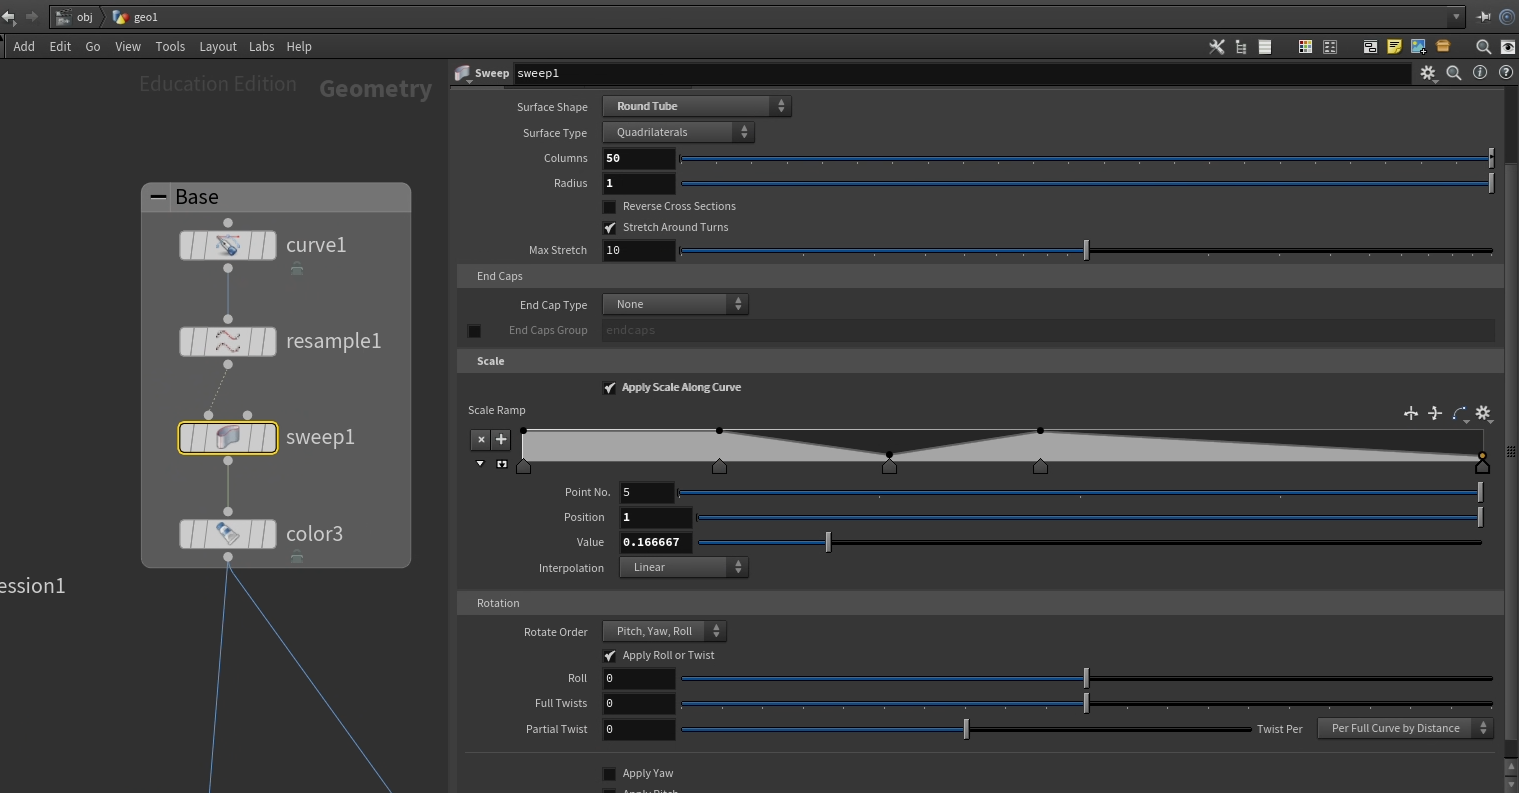 obj geo1
Add Edit Go View Tools Layout Labs Help
Education Edition Geometry
Base
curve1
resample1
sweep1
color3
ession1
Sweep sweep1
Surface Shape Round Tube
Surface Type Quadrilaterals
Columns 50
Radius 1
Reverse Cross Sections
Stretch Around Turns
Max Stretch 10
End Caps
End Cap Type None
End Caps Group endcaps
Scale
Apply Scale Along Curve
Scale Ramp
Point No. 5
Position 1
Value 0.166667
Interpolation Linear
Rotation
Rotate Order Pitch, Yaw, Roll
Apply Roll or Twist
Roll 0
Full Twists 0
Partial Twist 0 Twist Per Per Full Curve by Distance
Apply Yaw
Apply Pitch